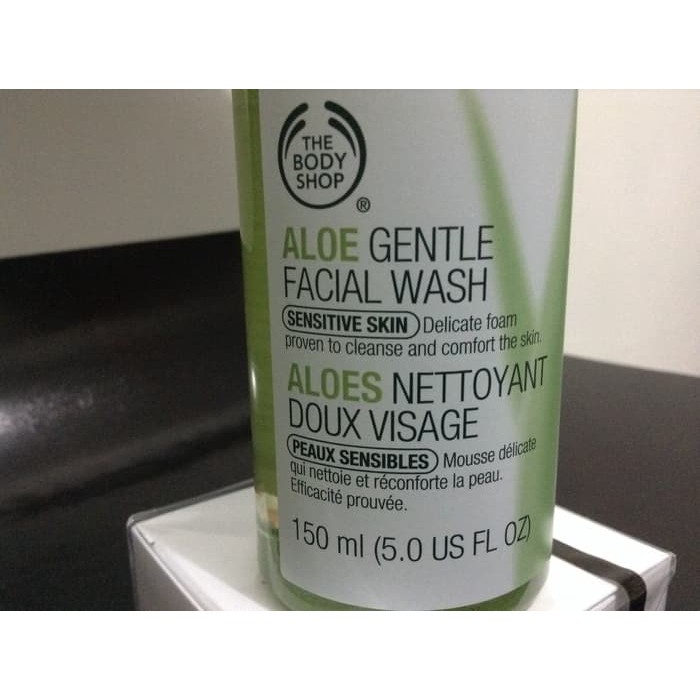 THE
BODY
SHOP
®
ALOE GENTLE
FACIAL WASH
SENSITIVE SKIN Delicate foam
proven to cleanse and comfort the skin.
ALOES NETTOYANT
DOUX VISAGE
PEAUX SENSIBLES Mousse délicate
qui nettoie et réconforte la peau.
Efficacité prouvée.
150 ml (5.0 US FL OZ)